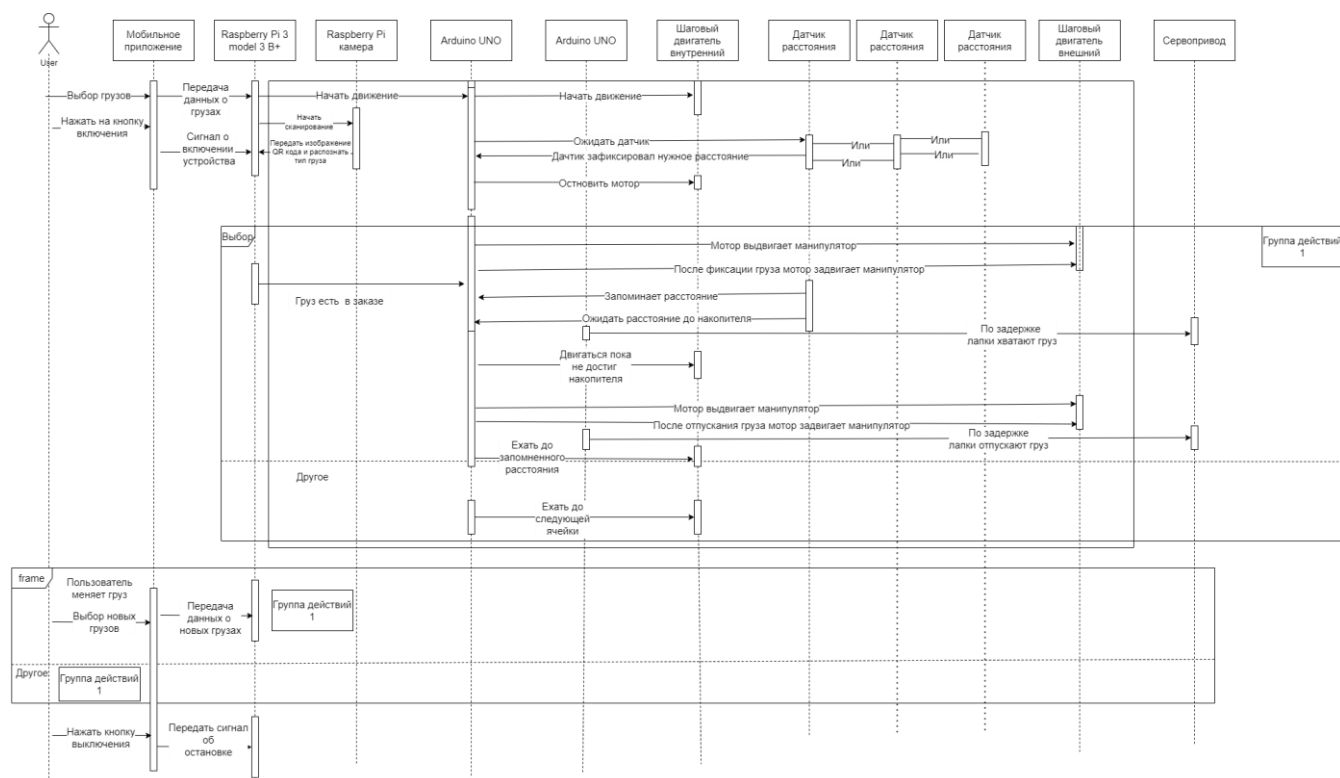 Мобильное
приложение
Raspberry Pi 3
model 3 B+
Raspberry Pi
камера
Arduino UNO
Arduino UNO
Шаговый
двигатель
внутренний
Датчик
расстояния
Датчик
расстояния
Датчик
расстояния
Шаговый
двигатель
внешний
Сервопривод
User
Выбор грузов
Передача
данных о
грузах
Начать движение
Начать движение
Нажать на кнопку
включения
Начать
сканирование
Сигнал о
включении
устройства
Передать изображение
QR кода и распознать
тип груза
Ожидать датчик
Или
Или
Дачтик зафиксировал нужное расстояние
Или
Или
Остновить мотор
Выбор
Мотор выдвигает манипулятор
Группа действий
1
После фиксации груза мотор задвигает манипулятор
Груз есть в заказе
Запоминает расстояние
Ожидать расстояние до накопителя
По задержке
лапки хватают груз
Двигаться пока
не достиг
накопителя
Мотор выдвигает манипулятор
После отпускания груза мотор задвигает манипулятор
По задержке
лапки отпускают груз
Ехать до
запомненного
расстояния
Другое
Ехать до
следующей
ячейки
frame
Пользователь
меняет груз
Выбор новых
грузов
Передача
данных о
новых грузах
Группа действий
1
Другое
Группа действий
1
Нажать кнопку
выключения
Передать сигнал
об
остановке